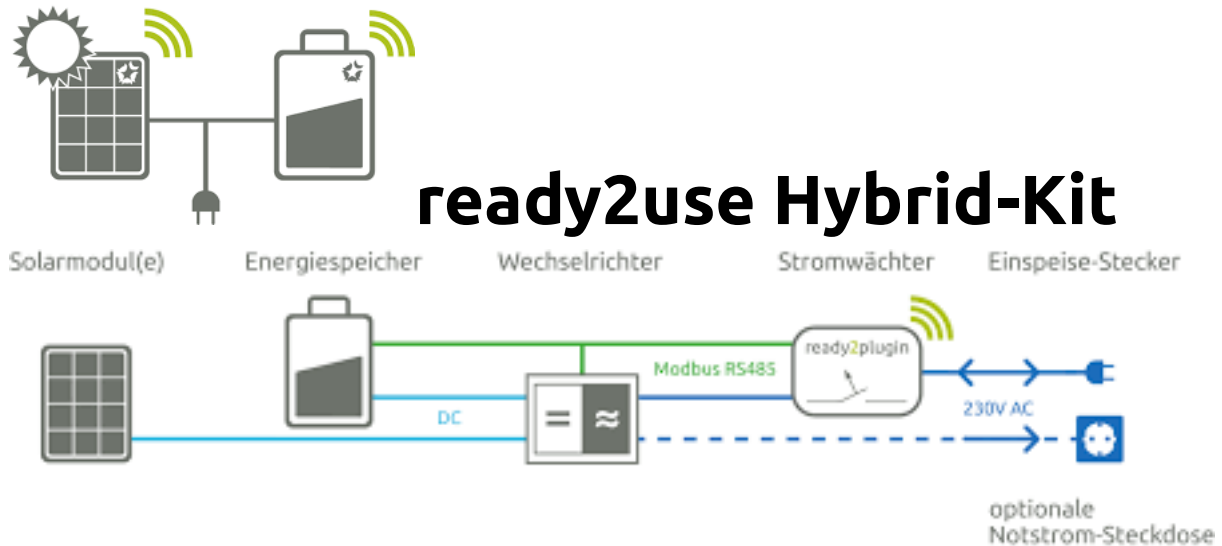 ready2use Hybrid-Kit
Solarmodul(e) Energiespeicher Wechselrichter Stromwächter Einspeise-Stecker
ready2plugin
Modbus RS485
DC
230V AC
optionale
Notstrom-Steckdose